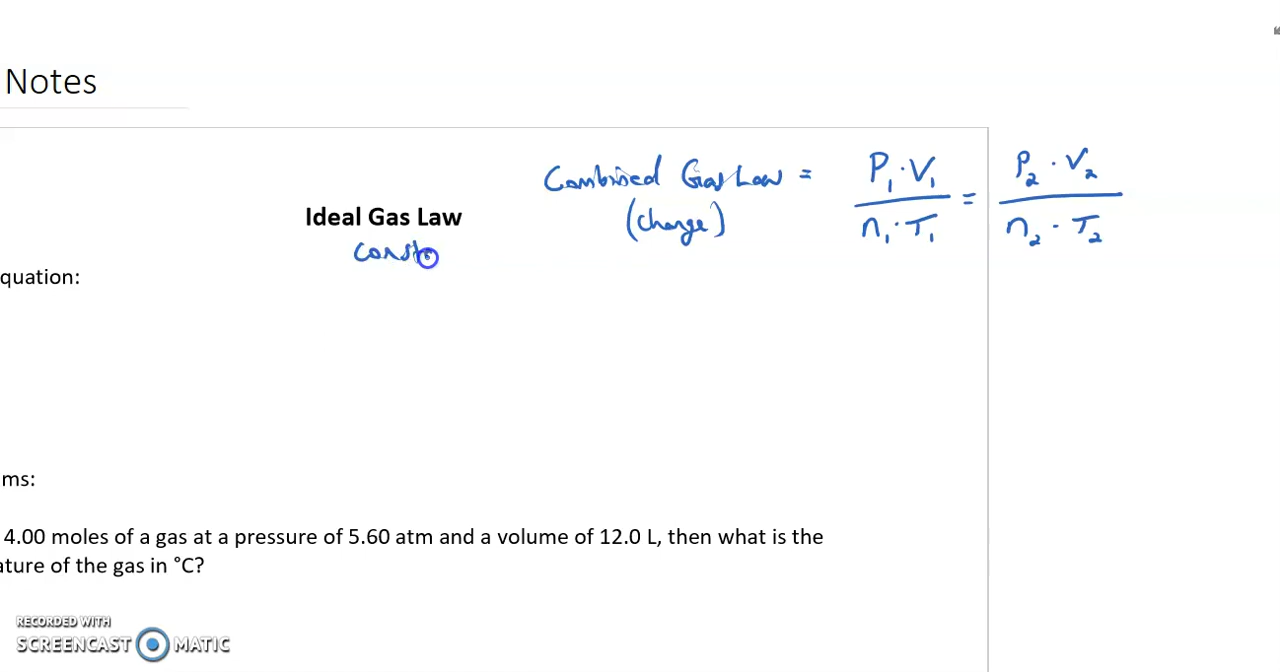 Notes
Combined Gas Law = P₁·V₁ / n₁·T₁ = P₂·V₂ / n₂·T₂
(change)
Ideal Gas Law
const
quation:
ms:
4.00 moles of a gas at a pressure of 5.60 atm and a volume of 12.0 L, then what is the
ature of the gas in °C?
RECORDED WITH
SCREENCAST MATIC